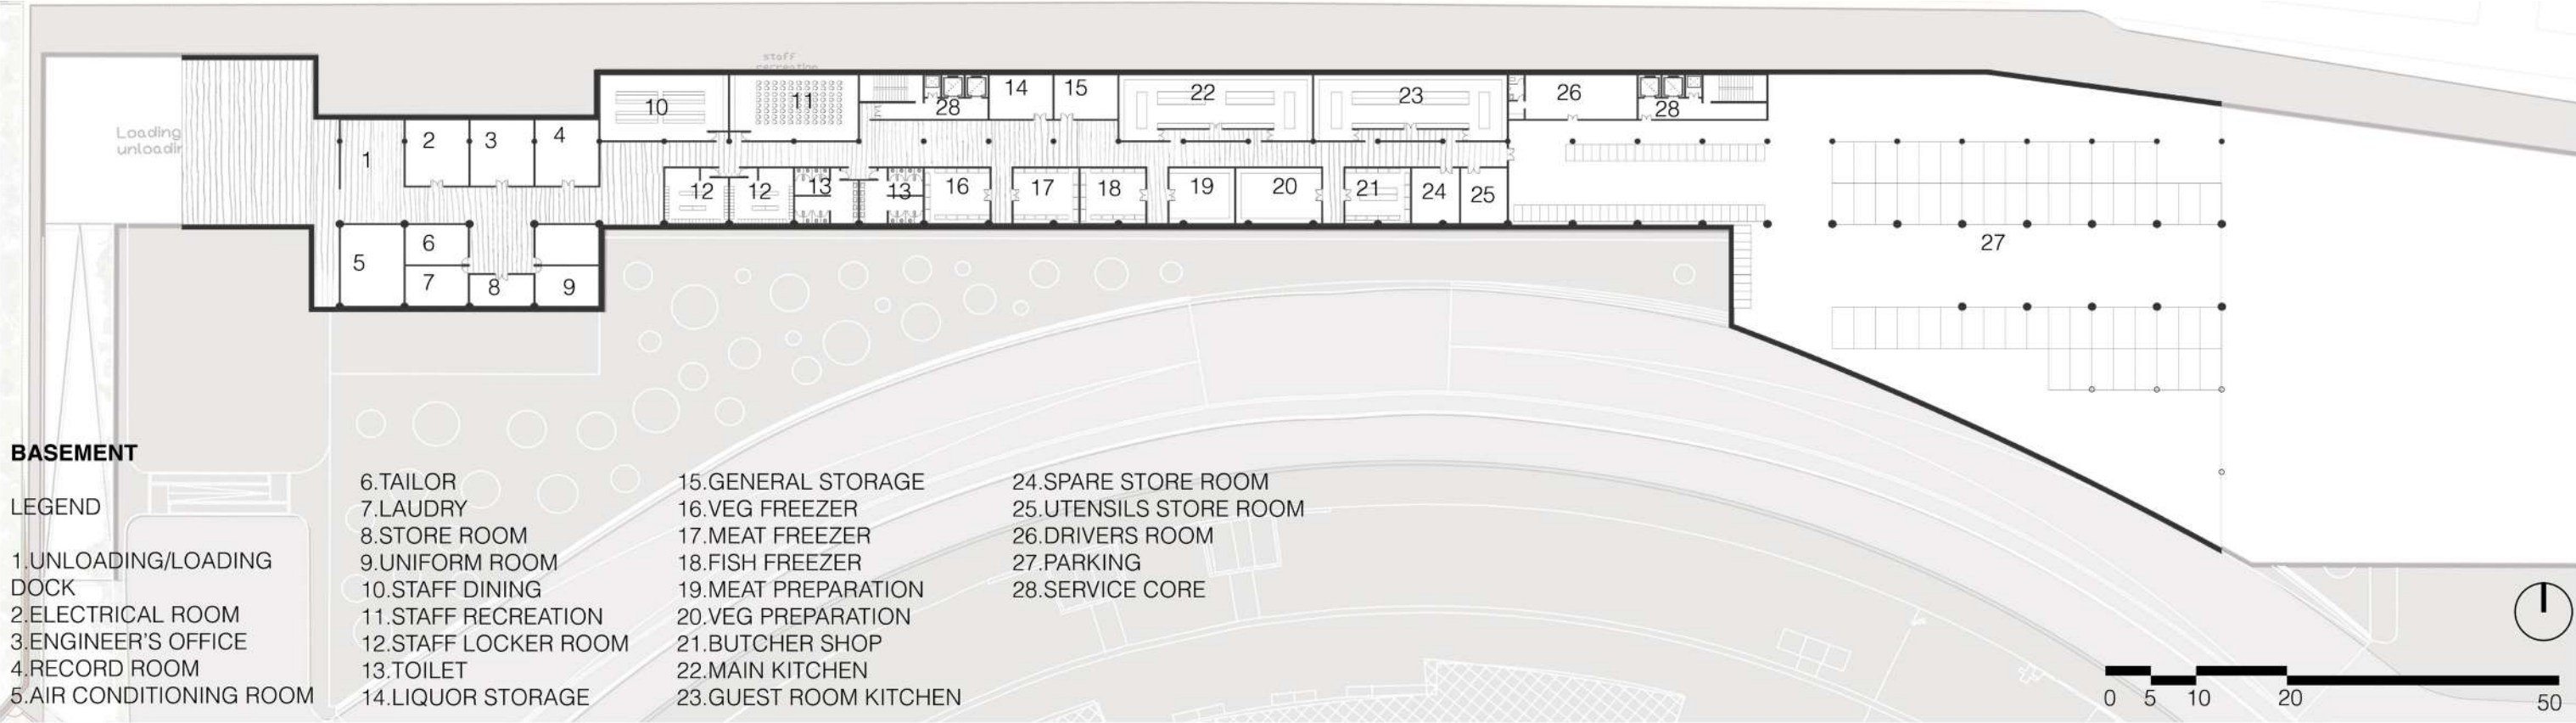 staff
recreation
Loading
unloadin
1
2
3
4
5
6
7
8
9
10
11
28
14
15
22
23
26
28
12
12
13
13
16
17
18
19
20
21
24
25
27
BASEMENT
LEGEND
1.UNLOADING/LOADING
DOCK
2.ELECTRICAL ROOM
3.ENGINEER'S OFFICE
4.RECORD ROOM
5.AIR CONDITIONING ROOM
6.TAILOR
7.LAUDRY
8.STORE ROOM
9.UNIFORM ROOM
10.STAFF DINING
11.STAFF RECREATION
12.STAFF LOCKER ROOM
13.TOILET
14.LIQUOR STORAGE
15.GENERAL STORAGE
16.VEG FREEZER
17.MEAT FREEZER
18.FISH FREEZER
19.MEAT PREPARATION
20.VEG PREPARATION
21.BUTCHER SHOP
22.MAIN KITCHEN
23.GUEST ROOM KITCHEN
24.SPARE STORE ROOM
25.UTENSILS STORE ROOM
26.DRIVERS ROOM
27.PARKING
28.SERVICE CORE
0 5 10 20 50